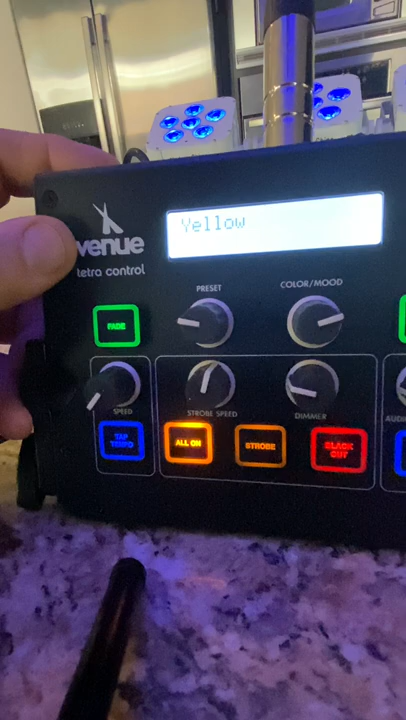 Yellow
venue
tetra control
PRESET
COLOR/MOOD
FADE
SPEED
STROBE SPEED
DIMMER
TAP
TEMPO
ALL ON
STROBE
BLACK
OUT